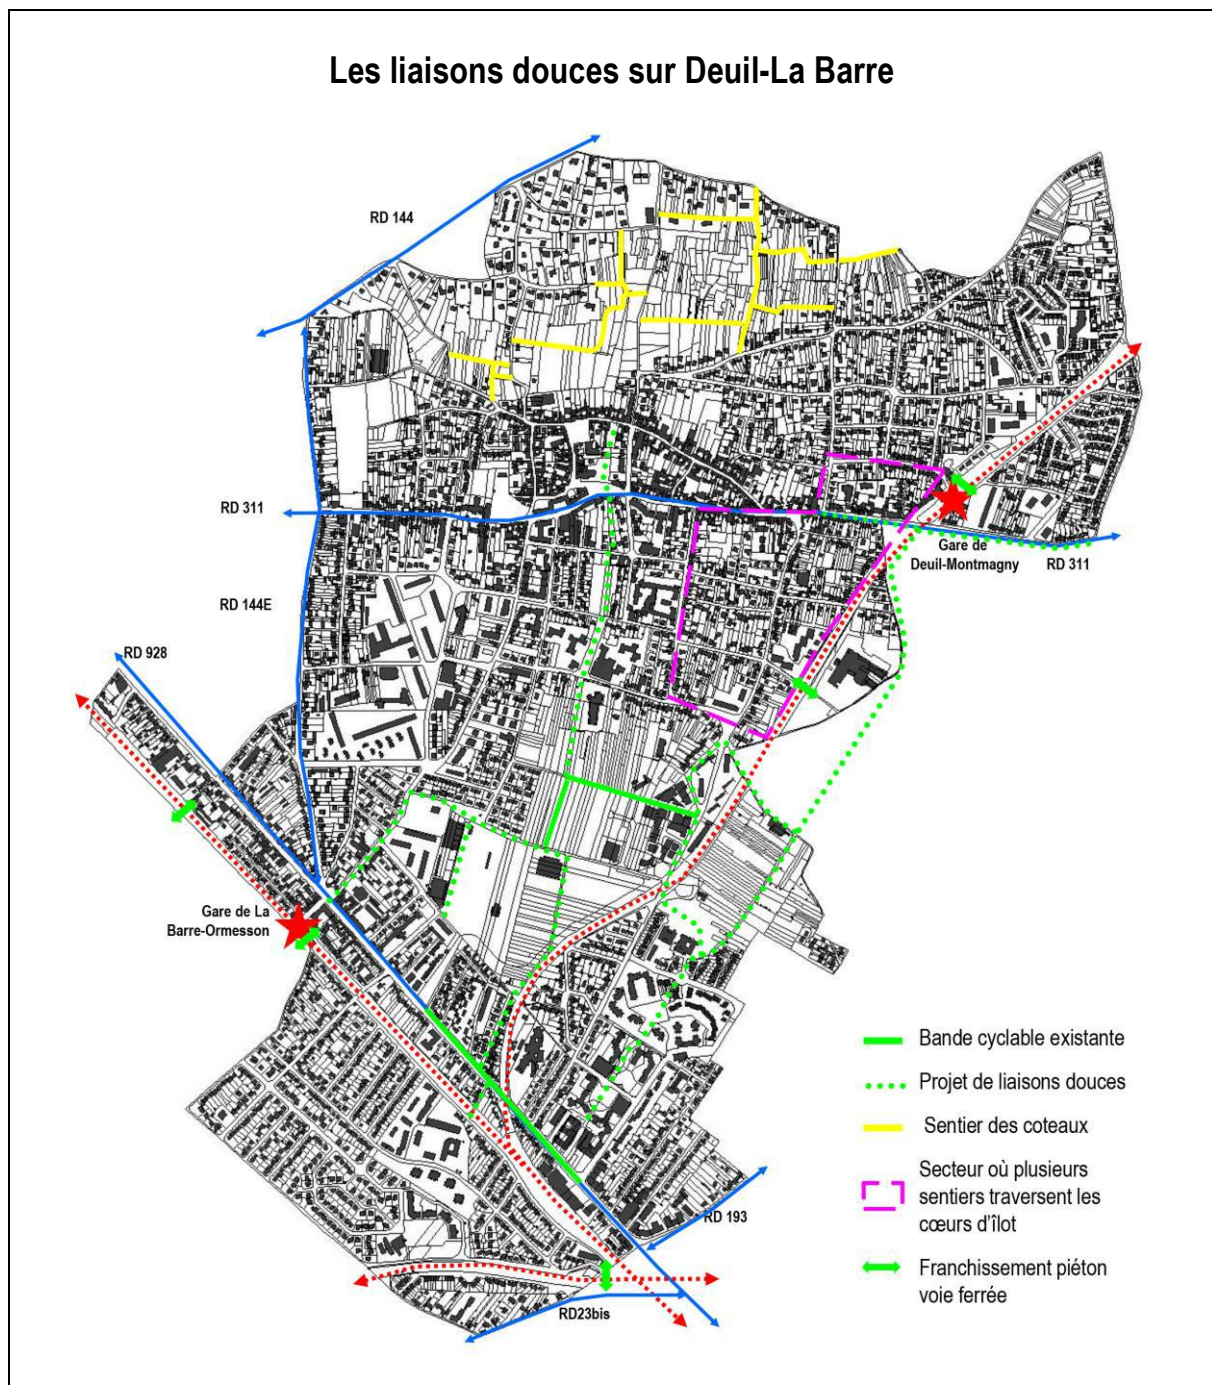 Les liaisons douces sur Deuil-La Barre
RD 144
RD 311
Gare de
Deuil-Montmagny
RD 311
RD 144E
RD 928
Gare de La
Barre-Ormesson
RD 193
RD23bis
Bande cyclable existante
Projet de liaisons douces
Sentier des coteaux
Secteur où plusieurs
sentiers traversent les
cœurs d'îlot
Franchissement piéton
voie ferrée